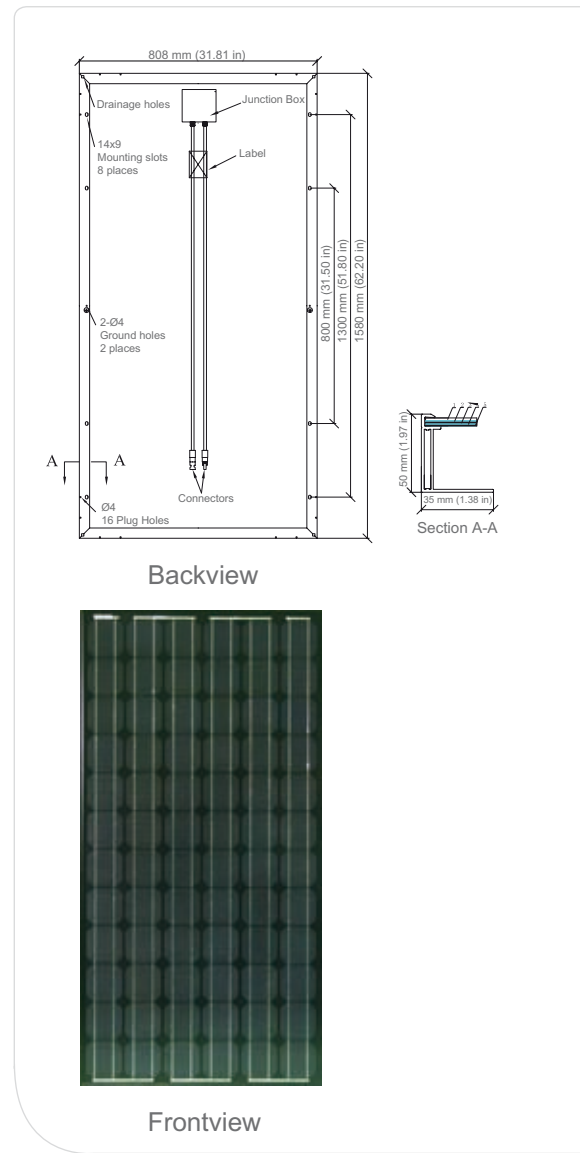 808 mm (31.81 in)
Drainage holes
Junction Box
14x9
Mounting slots
8 places
Label
800 mm (31.50 in)
1300 mm (51.80 in)
1580 mm (62.20 in)
2-Ø4
Ground holes
2 places
A
A
Ø4
16 Plug Holes
Connectors
50 mm (1.97 in)
35 mm (1.38 in)
Section A-A
Backview
Frontview